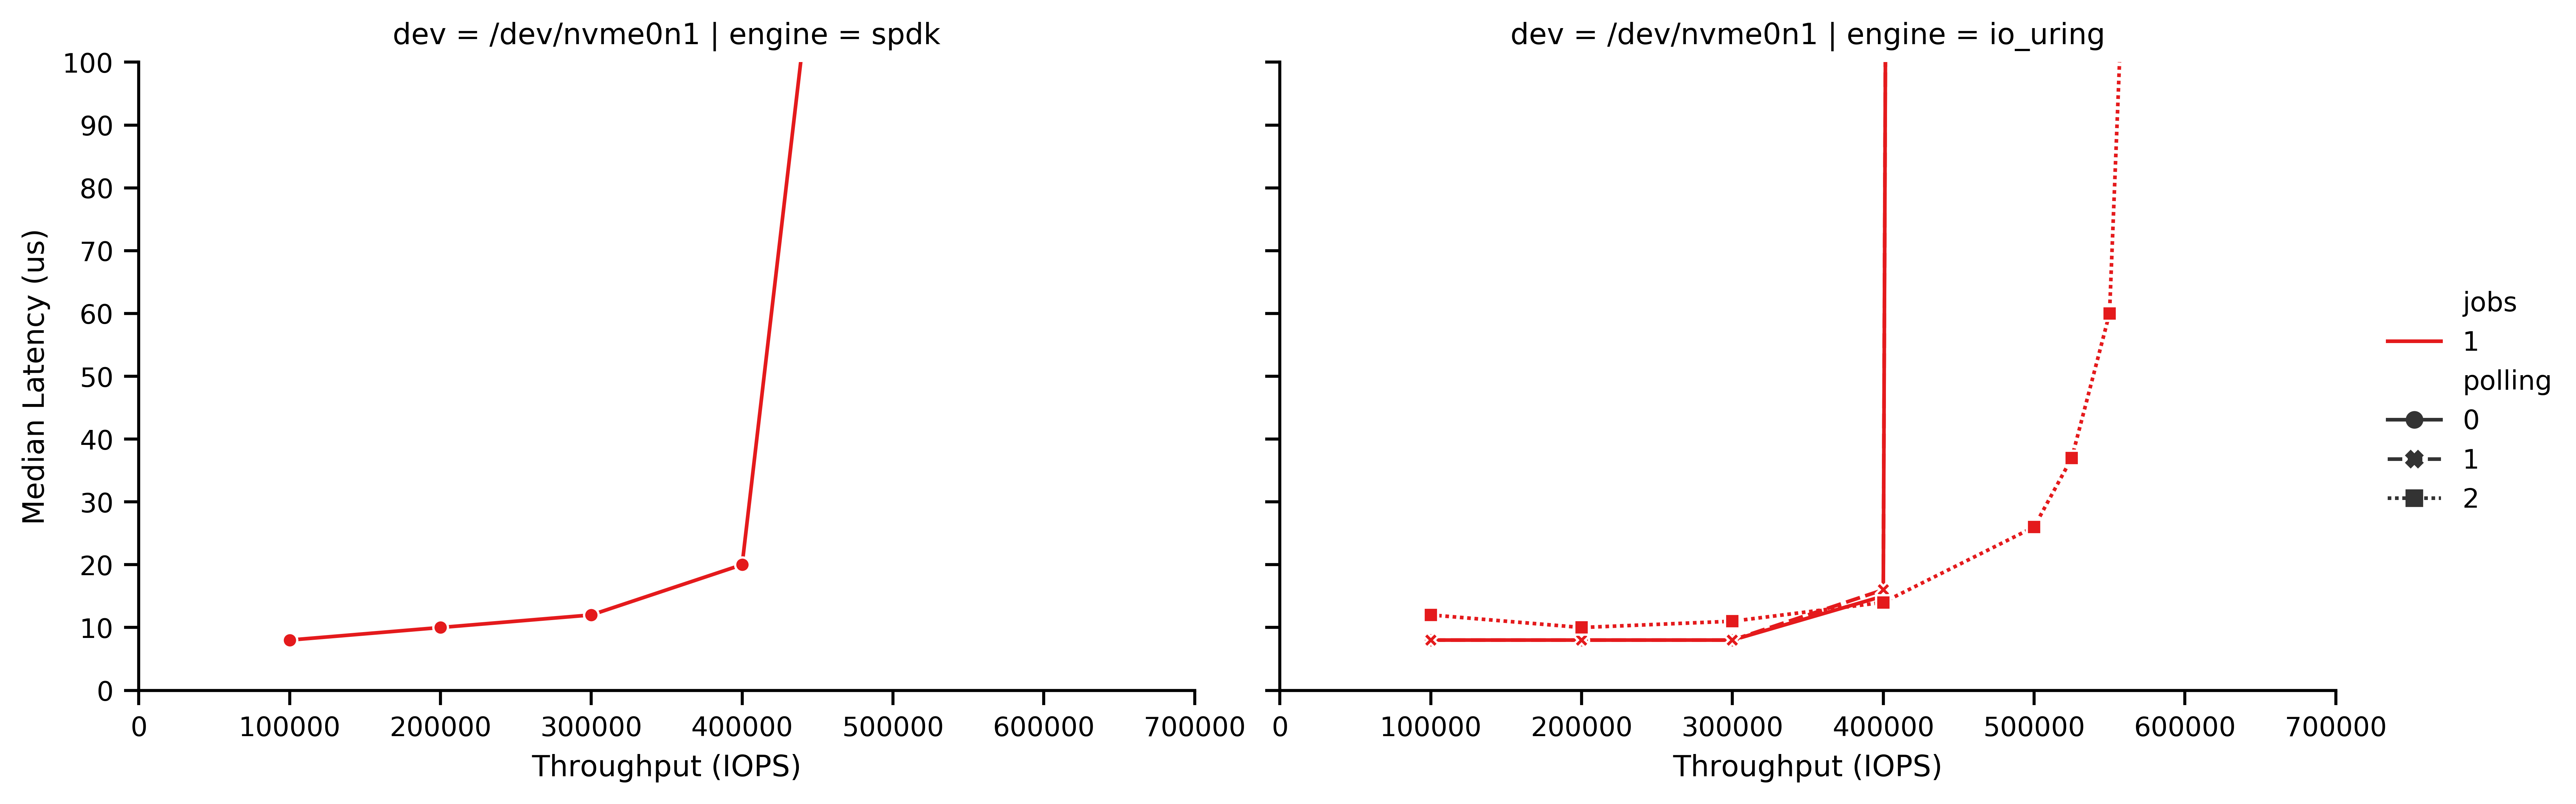 dev = /dev/nvme0n1 | engine = spdk
100
90
80
70
60
50
40
30
20
10
0
Median Latency (us)
0 100000 200000 300000 400000 500000 600000 700000
Throughput (IOPS)
dev = /dev/nvme0n1 | engine = io_uring
0 100000 200000 300000 400000 500000 600000 700000
Throughput (IOPS)
jobs
1
polling
0
1
2